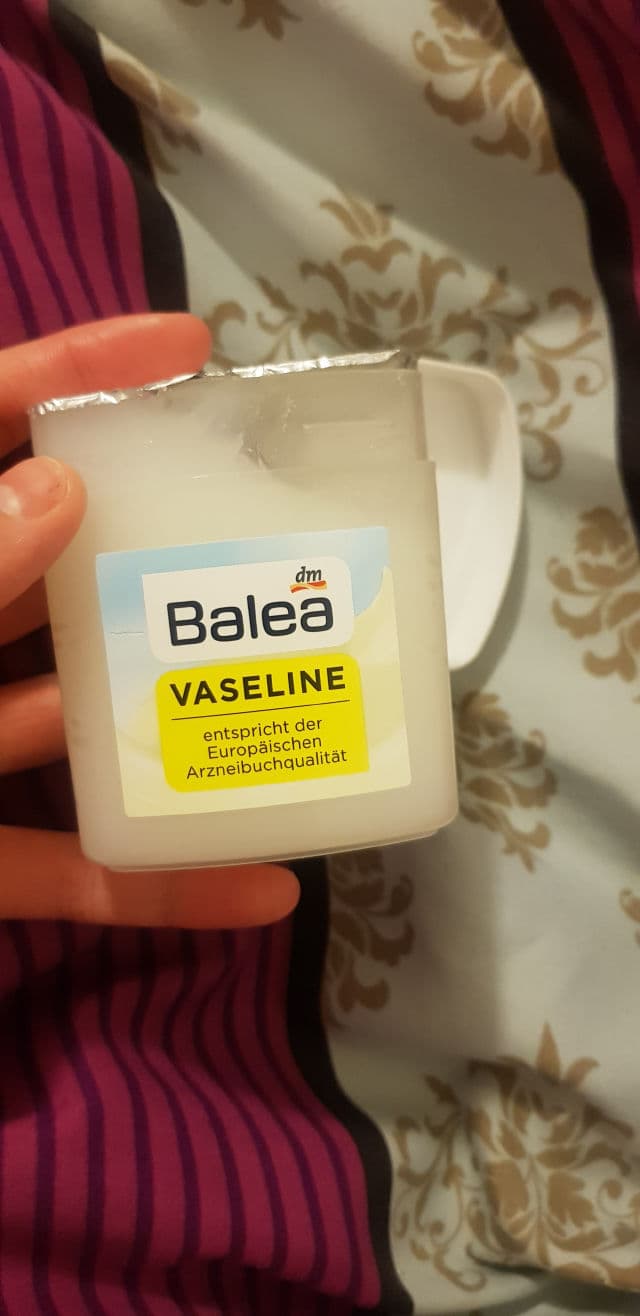 dm
Balea
VASELINE
entspricht der
Europäischen
Arzneibuchqualität